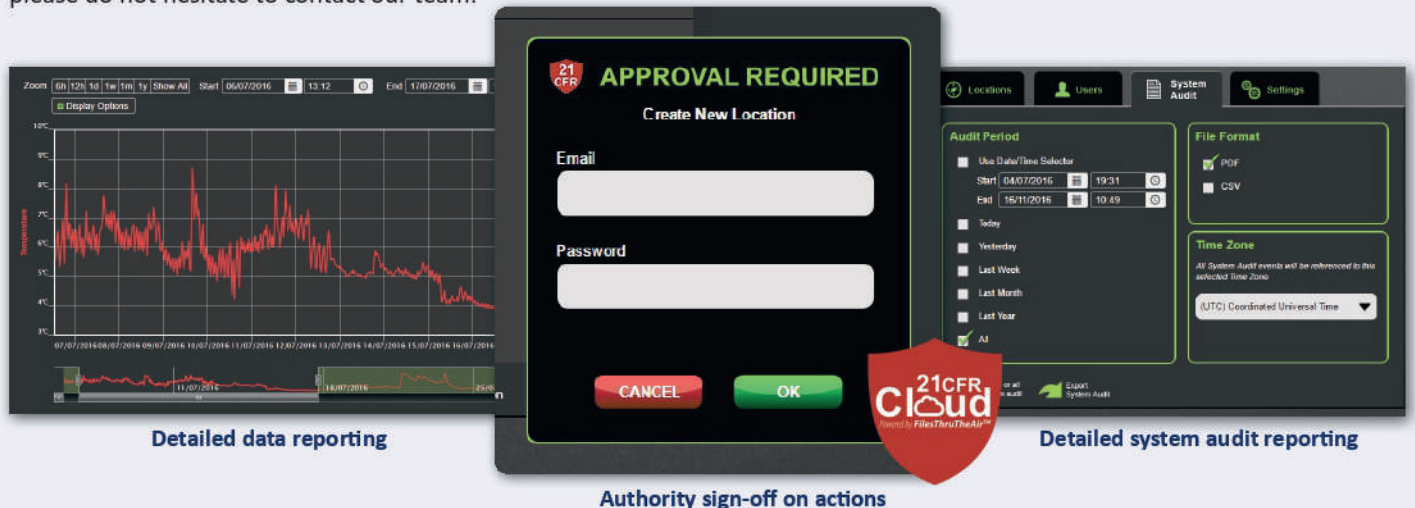 please do not hesitate to contact our team.
Zoom 6h 12h 1d 1w 1m 1y Show All Start 06/07/2016 13:12 End 17/07/2016
Display Options
10°C
9°C
8°C
7°C
6°C
5°C
4°C
3°C
Temperature
07/07/2016 08/07/2016 09/07/2016 10/07/2016 11/07/2016 12/07/2016 13/07/2016 14/07/2016 15/07/2016 16/07/2016
11/07/2016 18/07/2016 25/0
Detailed data reporting
21
CFR
APPROVAL REQUIRED
Create New Location
Email
Password
CANCEL OK
Authority sign-off on actions
Locations Users System Audit Settings
Audit Period
Use Date/Time Selector
Start 04/07/2016 19:31
End 16/11/2016 10:49
Today
Yesterday
Last Week
Last Month
Last Year
All
File Format
PDF
CSV
Time Zone
All System Audit events will be referenced to this
selected Time Zone
(UTC) Coordinated Universal Time
or all
audit
Export
System Audit
21CFR
Cloud
Powered by FilesThruTheAir™
Detailed system audit reporting